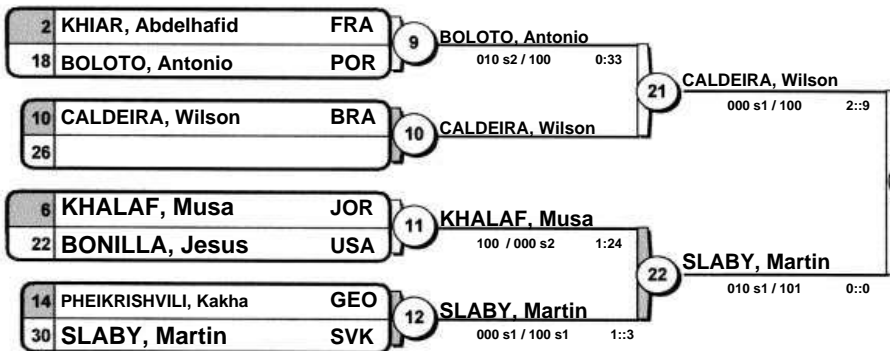 2 KHIAR, Abdelhafid FRA
18 BOLOTO, Antonio POR
9
BOLOTO, Antonio
010 s2 / 100 0:33
10 CALDEIRA, Wilson BRA
26
10
CALDEIRA, Wilson
21
CALDEIRA, Wilson
000 s1 / 100 2::9
6 KHALAF, Musa JOR
22 BONILLA, Jesus USA
11
KHALAF, Musa
100 / 000 s2 1:24
14 PHEIKRISHVILI, Kakha GEO
30 SLABY, Martin SVK
12
SLABY, Martin
000 s1 / 100 s1 1::3
22
SLABY, Martin
010 s1 / 101 0::0